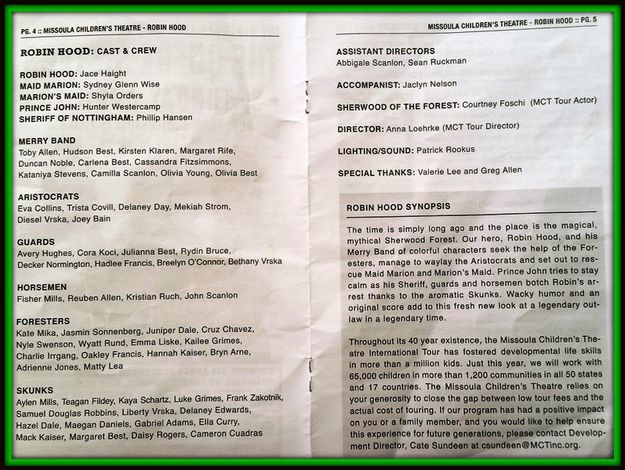 PG. 4 :: MISSOULA CHILDREN'S THEATRE - ROBIN HOOD
ROBIN HOOD: CAST & CREW
ROBIN HOOD: Jace Haight
MAID MARION: Sydney Glenn Wise
MARION'S MAID: Shyla Orders
PRINCE JOHN: Hunter Westercamp
SHERIFF OF NOTTINGHAM: Phillip Hansen
MERRY BAND
Toby Allen, Hudson Best, Kirsten Klaren, Margaret Rife,
Duncan Noble, Carlena Best, Cassandra Fitzsimmons,
Kataniya Stevens, Camilla Scanlon, Olivia Young, Olivia Best
ARISTOCRATS
Eva Collins, Trista Covill, Delaney Day, Mekiah Strom,
Diesel Vrska, Joey Bain
GUARDS
Avery Hughes, Cora Koci, Julianna Best, Rydin Bruce,
Decker Normington, Hadlee Francis, Breelyn O'Connor, Bethany Vrska
HORSEMEN
Fisher Mills, Reuben Allen, Kristian Ruch, John Scanlon
FORESTERS
Kate Mika, Jasmin Sonnenberg, Juniper Dale, Cruz Chavez,
Nyle Swenson, Wyatt Rund, Emma Liske, Kailee Grimes,
Charlie Irrgang, Oakley Francis, Hannah Kaiser, Bryn Arne,
Adrienne Jones, Matty Lea
SKUNKS
Aylen Mills, Teagan Fildey, Kaya Schartz, Luke Grimes, Frank Zakotnik,
Samuel Douglas Robbins, Liberty Vrska, Delaney Edwards,
Hazel Dale, Maegan Daniels, Gabriel Adams, Ella Curry,
Mack Kaiser, Margaret Best, Daisy Rogers, Cameron Cuadras
MISSOULA CHILDREN'S THEATRE - ROBIN HOOD :: PG. 5
ASSISTANT DIRECTORS
Abbigale Scanlon, Sean Ruckman
ACCOMPANIST: Jaclyn Nelson
SHERWOOD OF THE FOREST: Courtney Foschi (MCT Tour Actor)
DIRECTOR: Anna Loehrke (MCT Tour Director)
LIGHTING/SOUND: Patrick Rookus
SPECIAL THANKS: Valerie Lee and Greg Allen
ROBIN HOOD SYNOPSIS
The time is simply long ago and the place is the magical,
mythical Sherwood Forest. Our hero, Robin Hood, and his
Merry Band of colorful characters seek the help of the For-
esters, manage to waylay the Aristocrats and set out to res-
cue Maid Marion and Marion's Maid. Prince John tries to stay
calm as his Sheriff, guards and horsemen botch Robin's ar-
rest thanks to the aromatic Skunks. Wacky humor and an
original score add to this fresh new look at a legendary out-
law in a legendary time.
Throughout its 40 year existence, the Missoula Children's The-
atre International Tour has fostered developmental life skills
in more than a million kids. Just this year, we will work with
65,000 children in more than 1,200 communities in all 50 states
and 17 countries. The Missoula Children's Theatre relies on
your generosity to close the gap between low tour fees and the
actual cost of touring. If our program has had a positive impact
on you or a family member, and you would like to help ensure
this experience for future generations, please contact Develop-
ment Director, Cate Sundeen at csundeen@MCTinc.org.